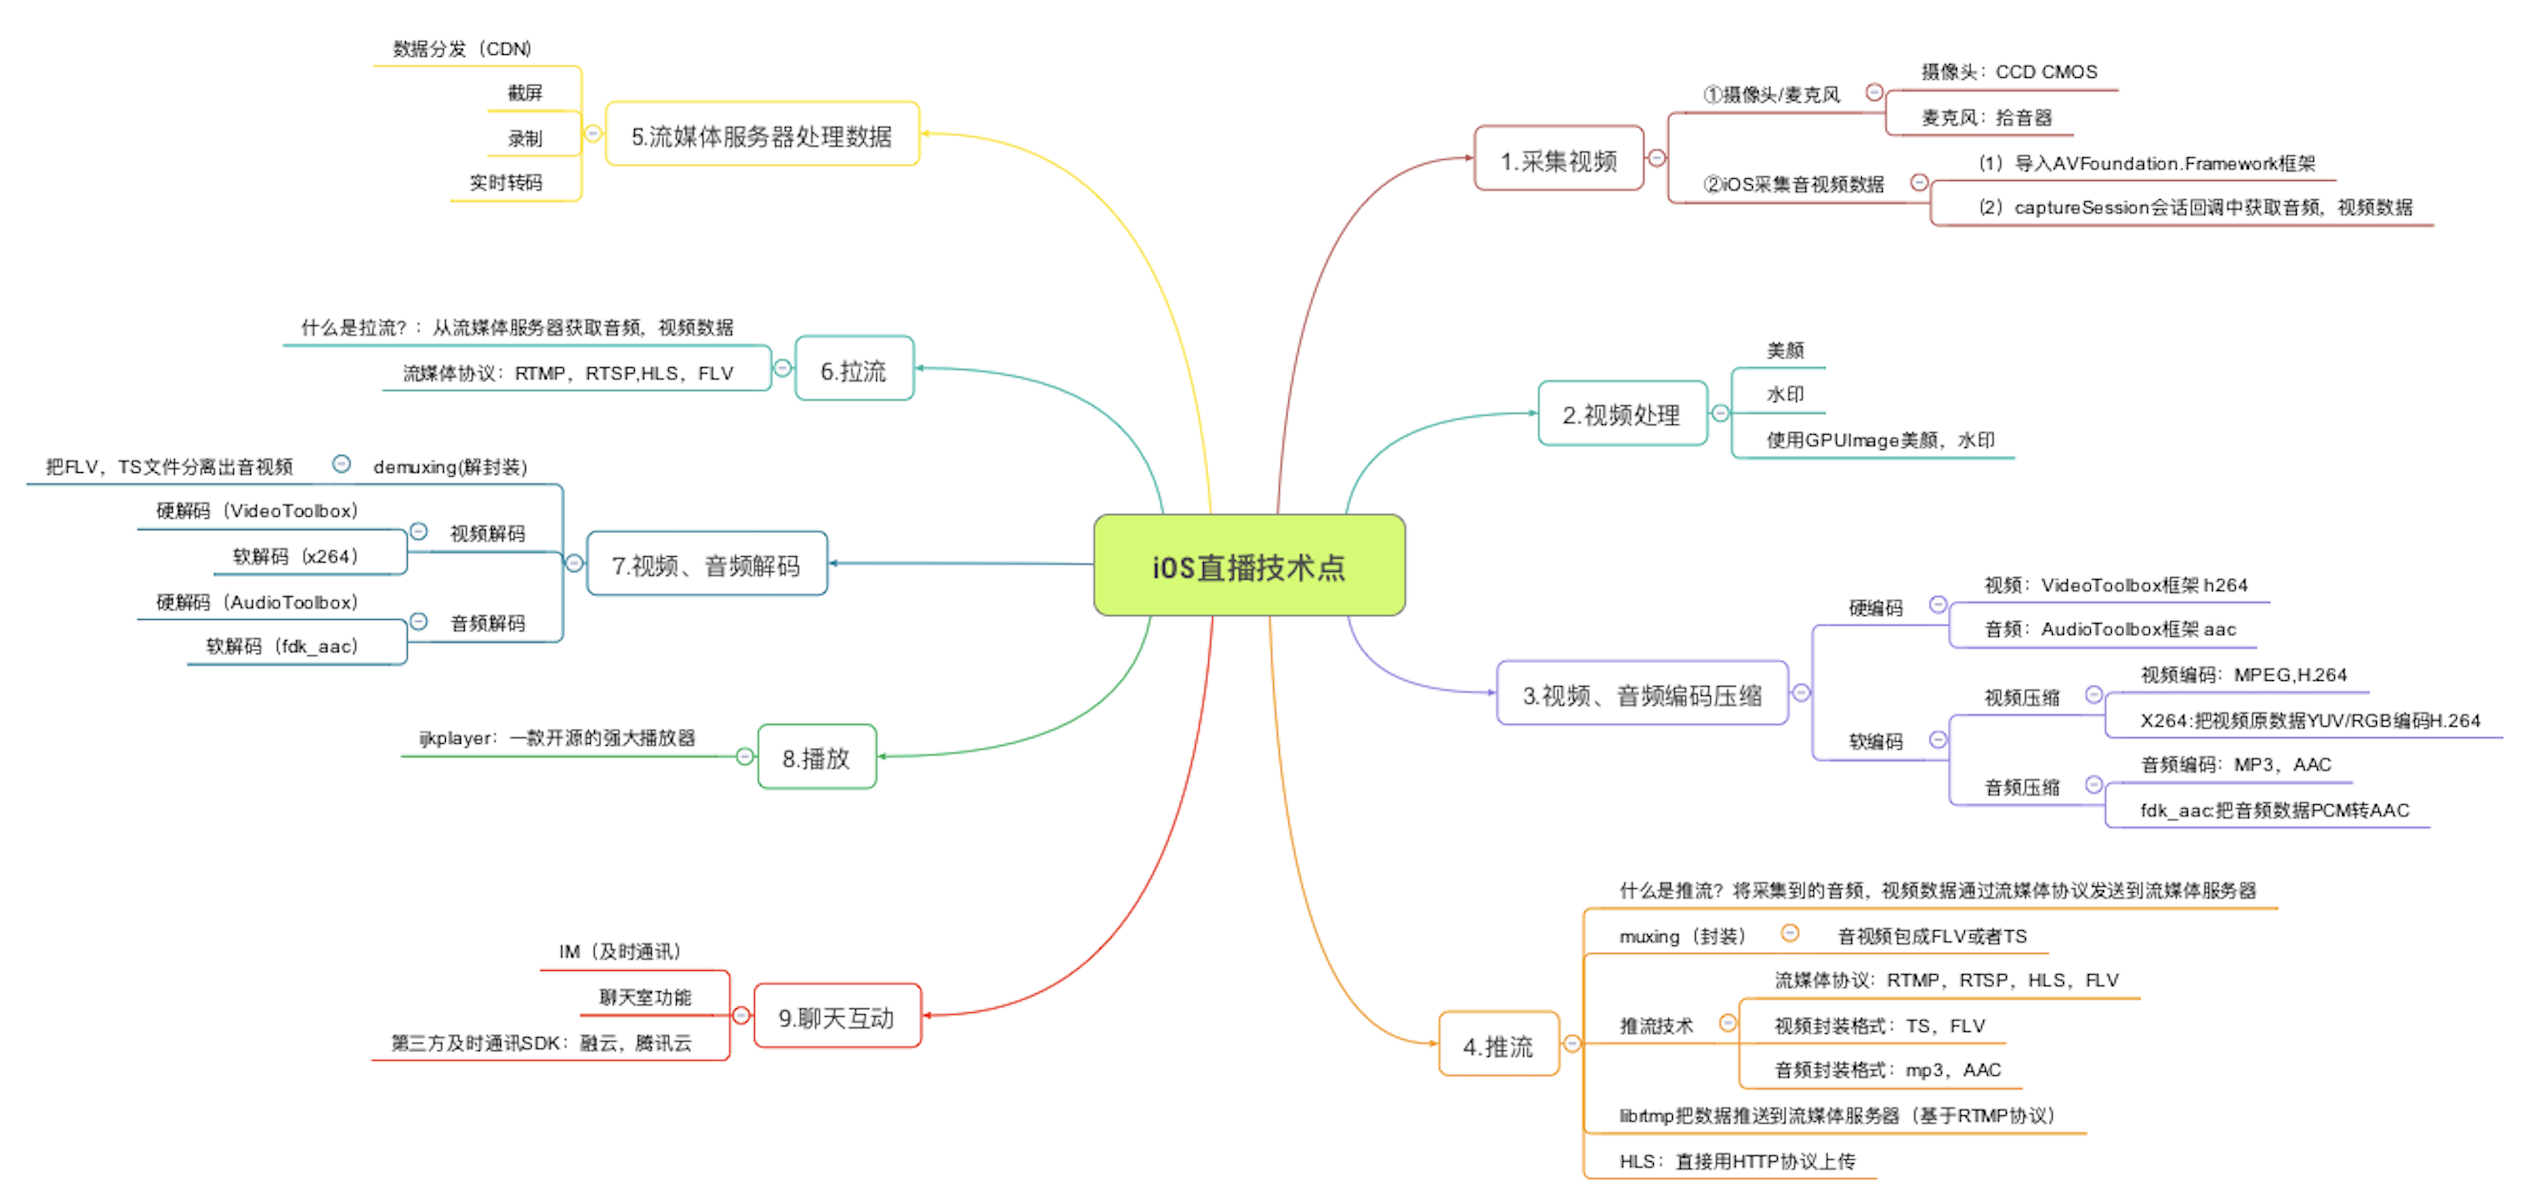 iOS直播技术点
1.采集视频
①摄像头/麦克风
摄像头：CCD CMOS
麦克风：拾音器
②iOS采集音视频数据
（1）导入AVFoundation.Framework框架
（2）captureSession会话回调中获取音频，视频数据
2.视频处理
美颜
水印
使用GPUImage美颜，水印
3.视频、音频编码压缩
硬编码
视频：VideoToolbox框架 h264
音频：AudioToolbox框架 aac
软编码
视频压缩
视频编码：MPEG,H.264
X264:把视频原数据YUV/RGB编码H.264
音频压缩
音频编码：MP3，AAC
fdk_aac:把音频数据PCM转AAC
4.推流
什么是推流？将采集到的音频，视频数据通过流媒体协议发送到流媒体服务器
muxing（封装）
音视频包成FLV或者TS
推流技术
流媒体协议：RTMP，RTSP，HLS，FLV
视频封装格式：TS，FLV
音频封装格式：mp3，AAC
librtmp把数据推送到流媒体服务器（基于RTMP协议）
HLS：直接用HTTP协议上传
5.流媒体服务器处理数据
数据分发（CDN）
截屏
录制
实时转码
6.拉流
什么是拉流？：从流媒体服务器获取音频，视频数据
流媒体协议：RTMP，RTSP,HLS，FLV
7.视频、音频解码
demuxing(解封装)
把FLV，TS文件分离出音视频
视频解码
硬解码（VideoToolbox）
软解码（x264）
音频解码
硬解码（AudioToolbox）
软解码（fdk_aac）
8.播放
ijkplayer：一款开源的强大播放器
9.聊天互动
IM（及时通讯）
聊天室功能
第三方及时通讯SDK：融云，腾讯云